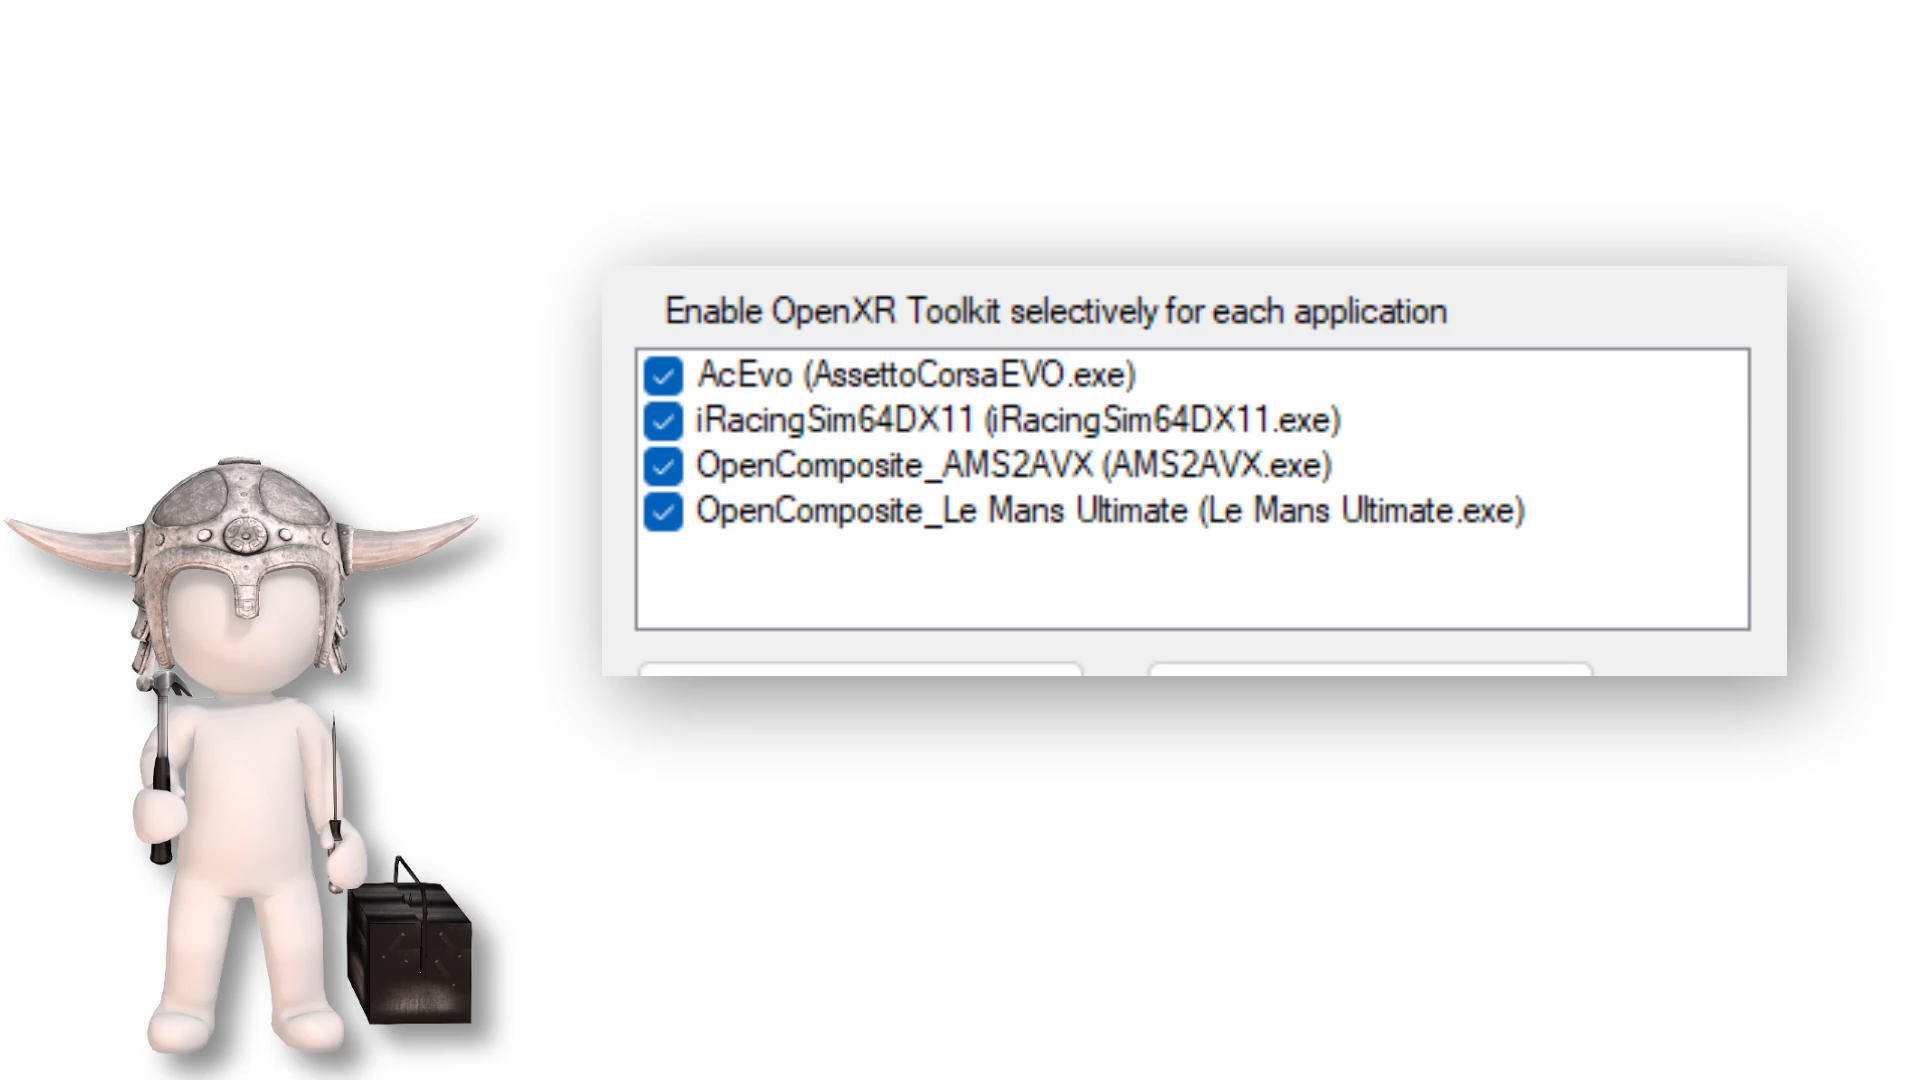 Enable OpenXR Toolkit selectively for each application
AcEvo (AssettoCorsaEVO.exe)
iRacingSim64DX11 (iRacingSim64DX11.exe)
OpenComposite_AMS2AVX (AMS2AVX.exe)
OpenComposite_Le Mans Ultimate (Le Mans Ultimate.exe)